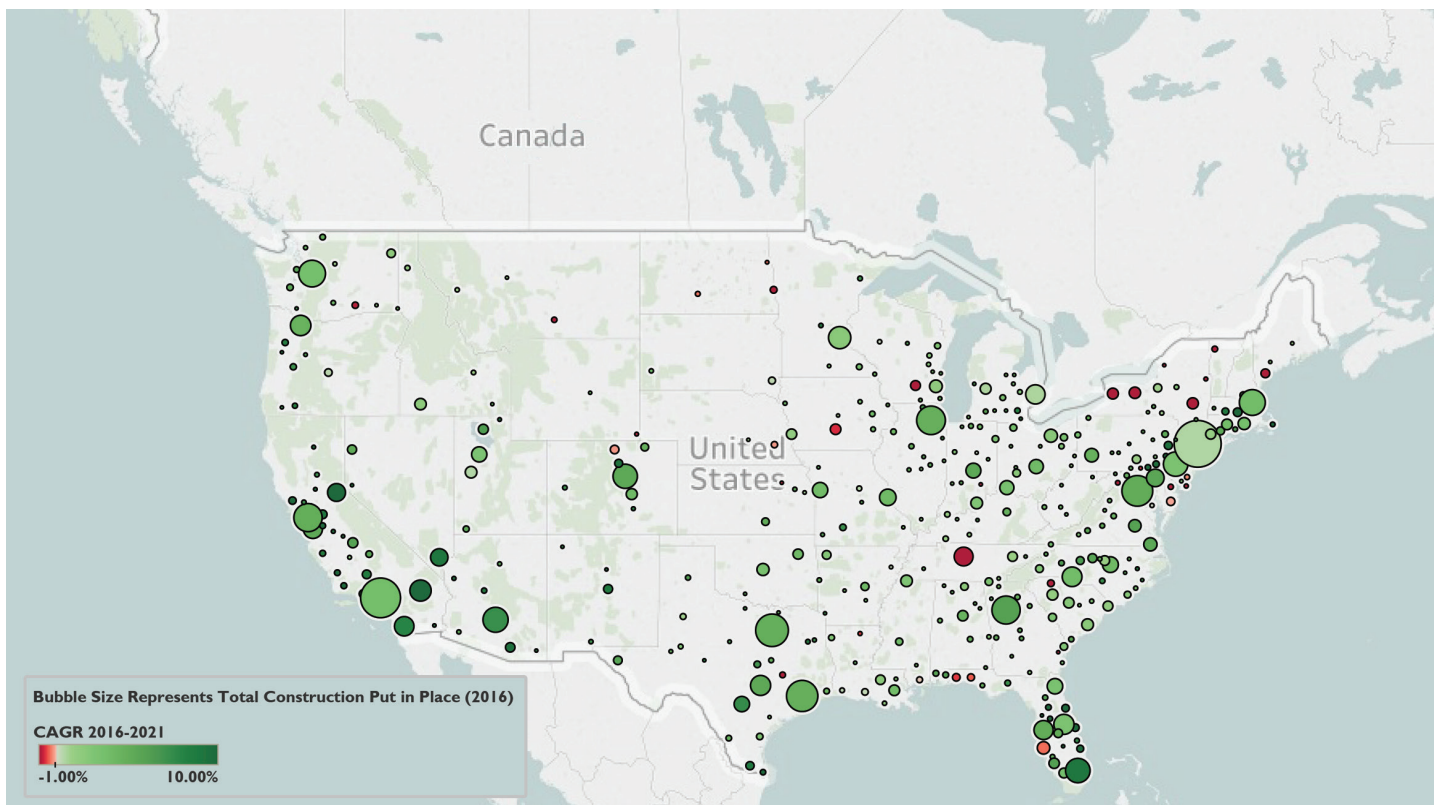 Canada
United
States
Bubble Size Represents Total Construction Put in Place (2016)
CAGR 2016-2021
-1.00% 10.00%